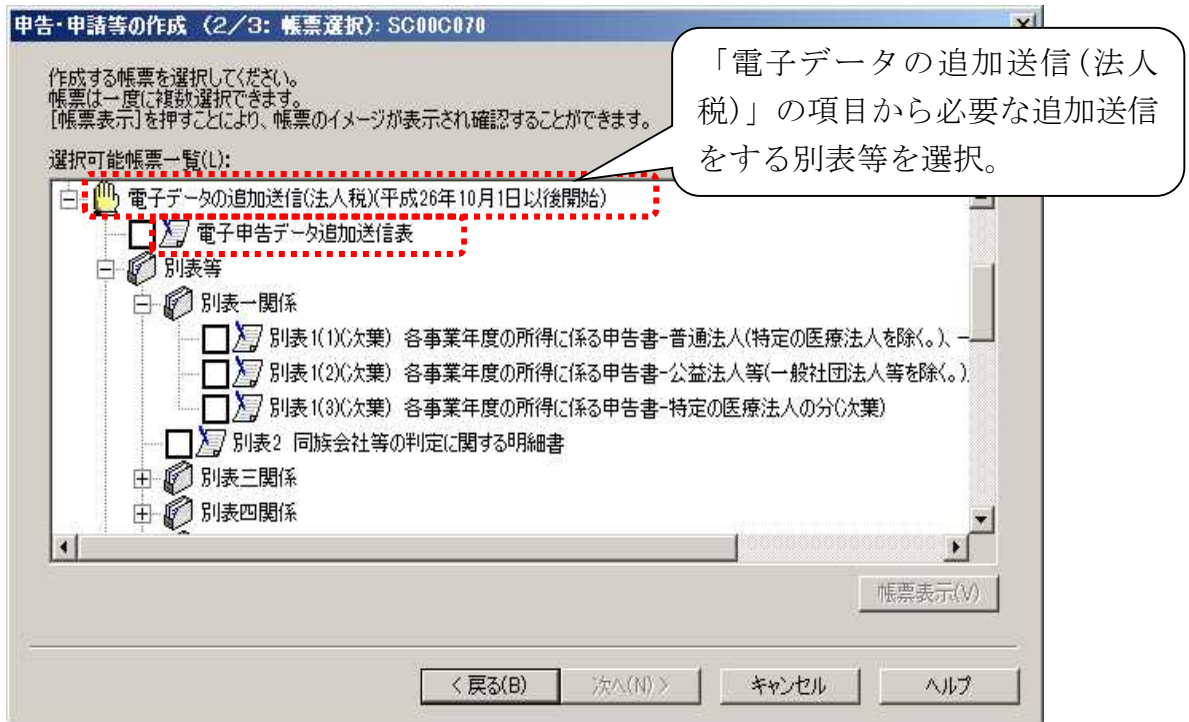 申告・申請等の作成 (2/3: 帳票選択): SC00C070
「電子データの追加送信(法人
税)」の項目から必要な追加送信
をする別表等を選択。
作成する帳票を選択してください。
帳票は一度に複数選択できます。
[帳票表示]を押すことにより、帳票のイメージが表示され確認することができます。
選択可能帳票一覧(L):
電子データの追加送信(法人税)(平成26年10月1日以後開始)
電子申告データ追加送信表
別表等
別表一関係
別表1(1)(次葉) 各事業年度の所得に係る申告書-普通法人(特定の医療法人を除く。)、一
別表1(2)(次葉) 各事業年度の所得に係る申告書-公益法人等(一般社団法人等を除く。)
別表1(3)(次葉) 各事業年度の所得に係る申告書-特定の医療法人の分(次葉)
別表2 同族会社等の判定に関する明細書
別表三関係
別表四関係
帳票表示(V)
< 戻る(B)
次へ(N) >
キャンセル
ヘルプ